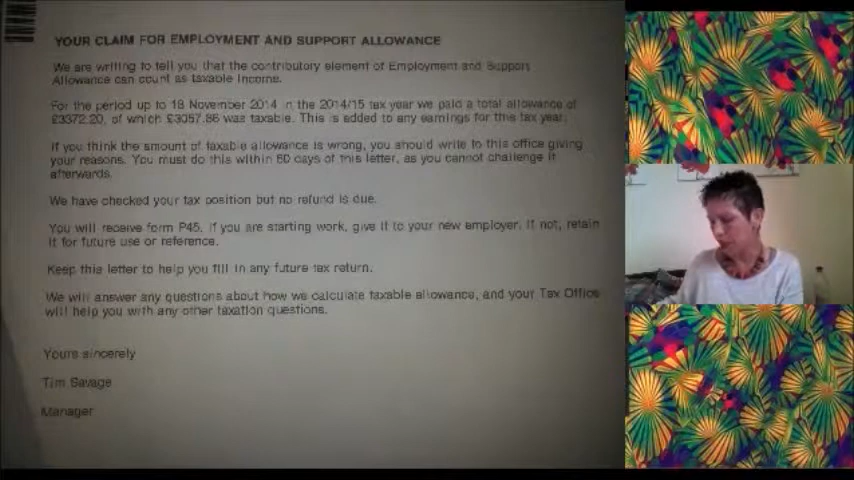 YOUR CLAIM FOR EMPLOYMENT AND SUPPORT ALLOWANCE
We are writing to tell you that the contributory element of Employment and Support
Allowance can count as taxable income.
For the period up to 18 November 2014 in the 2014/15 tax year we paid a total allowance of
£3372.20, of which £3057.86 was taxable. This is added to any earnings for this tax year.
If you think the amount of taxable allowance is wrong, you should write to this office giving
your reasons. You must do this within 60 days of this letter, as you cannot challenge it
afterwards.
We have checked your tax position but no refund is due.
You will receive form P45. If you are starting work, give it to your new employer. If not, retain
it for future use or reference.
Keep this letter to help you fill in any future tax return.
We will answer any questions about how we calculate taxable allowance, and your Tax Office
will help you with any other taxation questions.
Yours sincerely
Tim Savage
Manager